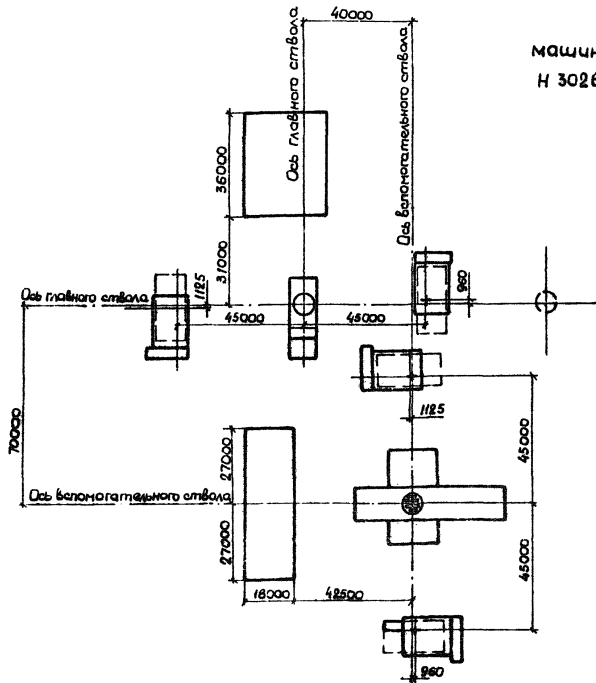 40000
машин
Н 3026
Ось главного ствола
Ось вспомогательного ствола
36000
31000
1125
960
Ось главного ствола
45000
45000
1125
70000
27000
45000
Ось вспомогательного ствола
27000
45000
18000
42500
960